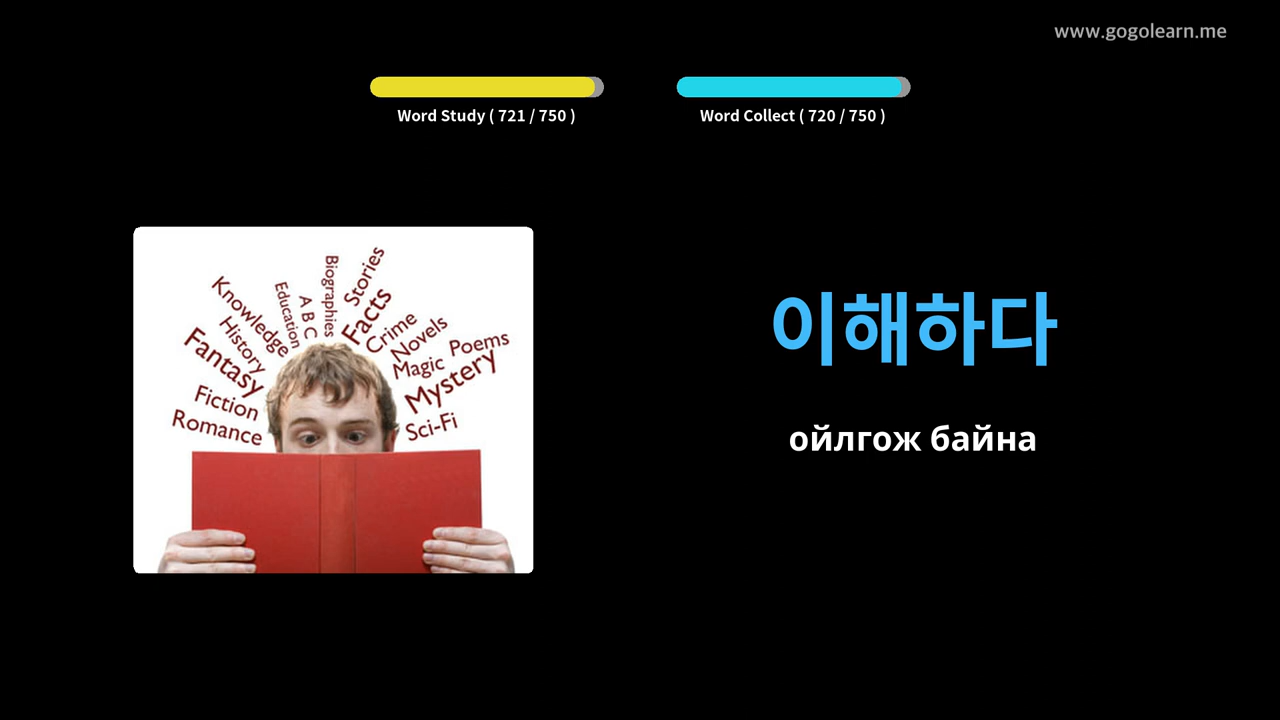 www.gogolearn.me
Word Study ( 721 / 750 )
Word Collect ( 720 / 750 )
Knowledge
History
Fantasy
Fiction
Romance
Education
A B C
Biographies
Stories
Facts
Crime
Novels
Magic
Poems
Mystery
Sci-Fi
이해하다
ойлгож байна